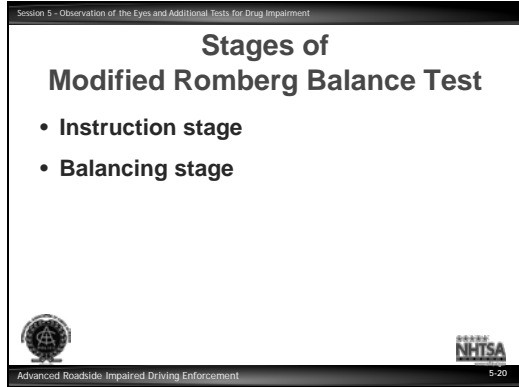 Session 5 - Observation of the Eyes and Additional Tests for Drug Impairment
Stages of
Modified Romberg Balance Test
• Instruction stage
• Balancing stage
NHTSA
Advanced Roadside Impaired Driving Enforcement
5-20